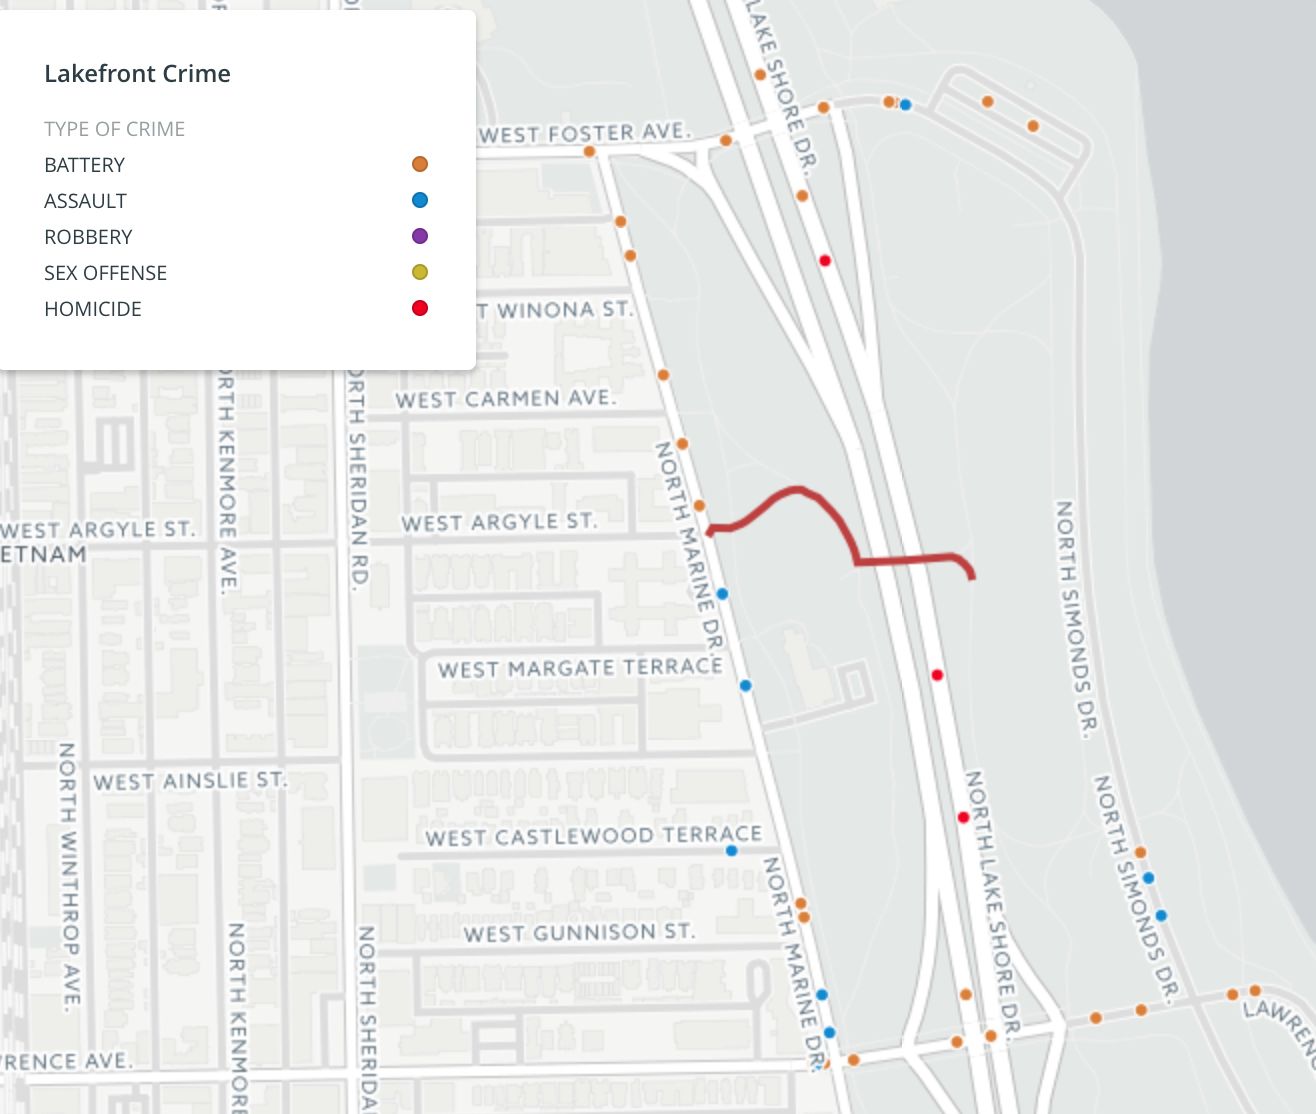 Lakefront Crime
TYPE OF CRIME
BATTERY
ASSAULT
ROBBERY
SEX OFFENSE
HOMICIDE
LAKE SHORE DR.
WEST FOSTER AVE.
T WINONA ST.
WEST CARMEN AVE.
ORTH KENMORE AVE.
ORTH SHERIDAN RD.
NORTH MARINE DR.
WEST ARGYLE ST.
WEST ARGYLE ST.
ETNAM
NORTH SIMONDS DR.
WEST MARGATE TERRACE
NORTH WINTHROP AVE.
WEST AINSLIE ST.
NORTH LAKE SHORE DR.
NORTH SIMONDS DR.
WEST CASTLEWOOD TERRACE
NORTH MARINE DR.
NORTH KENMORE
NORTH SHERIDA
WEST GUNNISON ST.
LAWRENC
RENCE AVE.